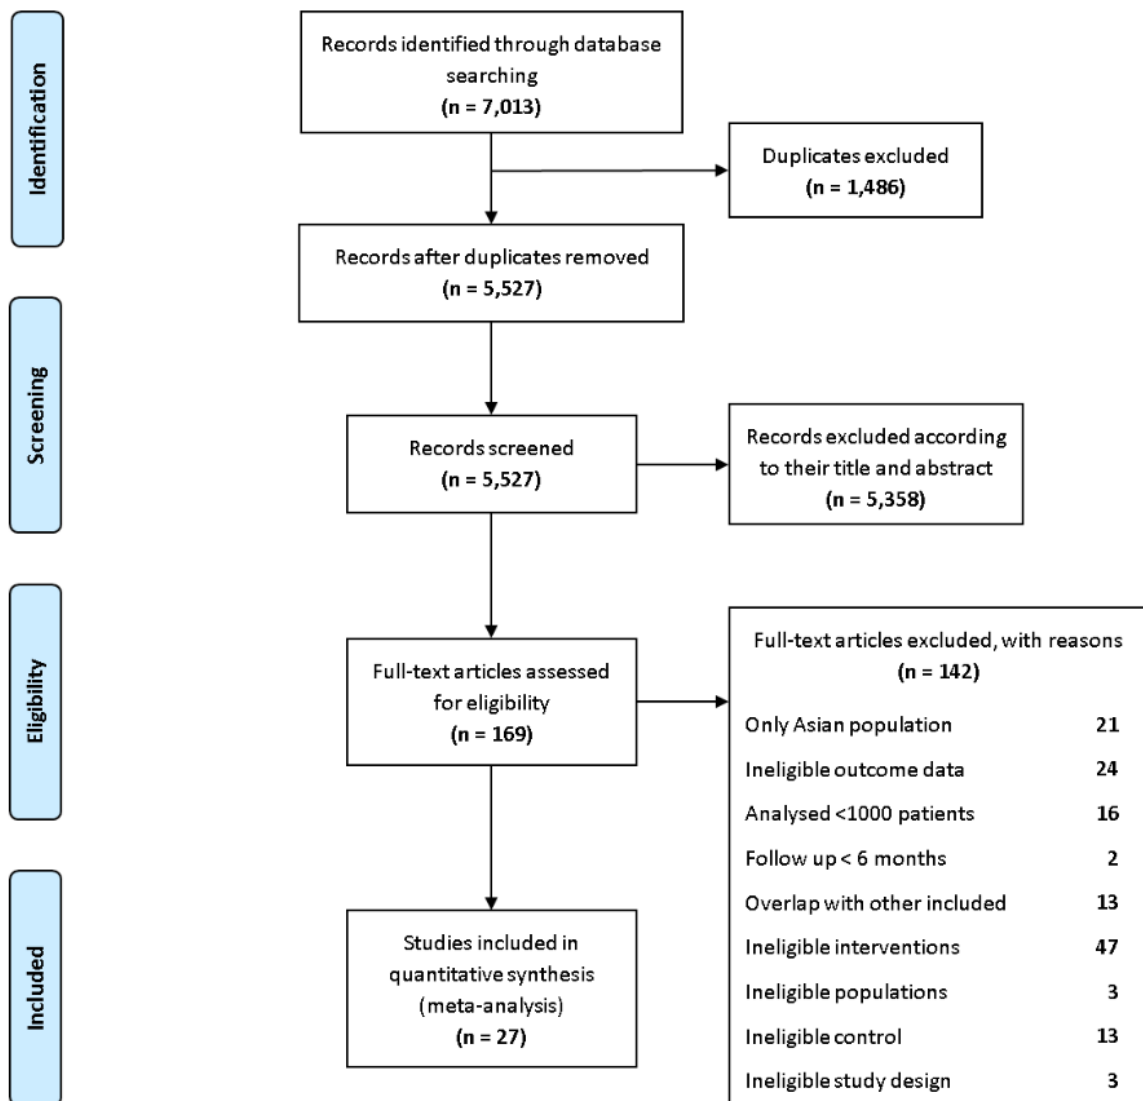 Identification
Records identified through database
searching
(n = 7,013)
Duplicates excluded
(n = 1,486)
Records after duplicates removed
(n = 5,527)
Screening
Records screened
(n = 5,527)
Records excluded according
to their title and abstract
(n = 5,358)
Eligibility
Full-text articles assessed
for eligibility
(n = 169)
Full-text articles excluded, with reasons
(n = 142)
Only Asian population 21
Ineligible outcome data 24
Analysed <1000 patients 16
Follow up < 6 months 2
Overlap with other included 13
Ineligible interventions 47
Ineligible populations 3
Ineligible control 13
Ineligible study design 3
Included
Studies included in
quantitative synthesis
(meta-analysis)
(n = 27)